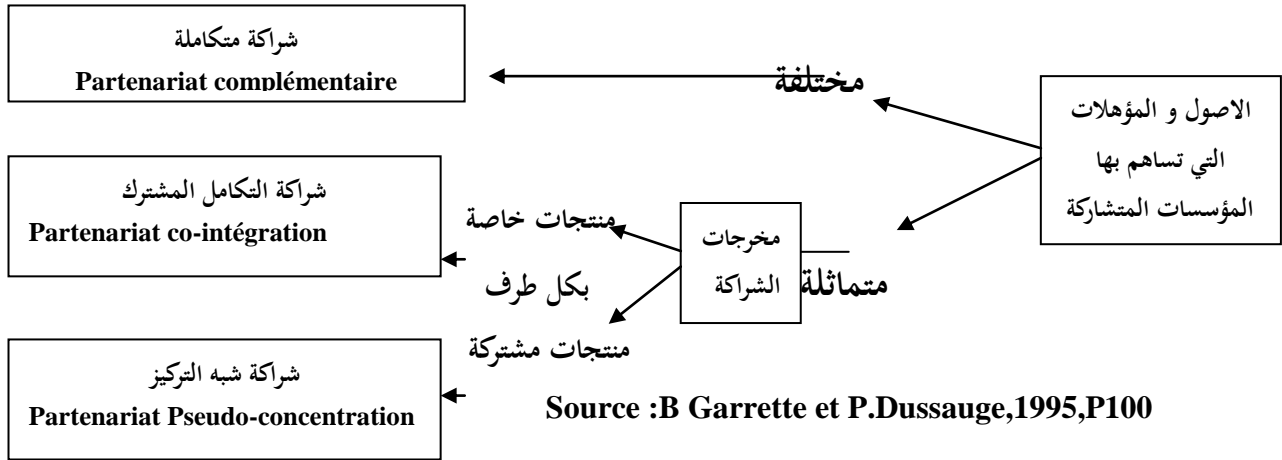 الاصول و المؤهلات
التي تساهم بها
المؤسسات المتشاركة
مختلفة
شراكة متكاملة
Partenariat complémentaire
متماثلة
مخرجات
الشراكة
منتجات خاصة
بكل طرف
شراكة التكامل المشترك
Partenariat co-intégration
منتجات مشتركة
شراكة شبه التركيز
Partenariat Pseudo-concentration
Source :B Garrette et P.Dussauge,1995,P100